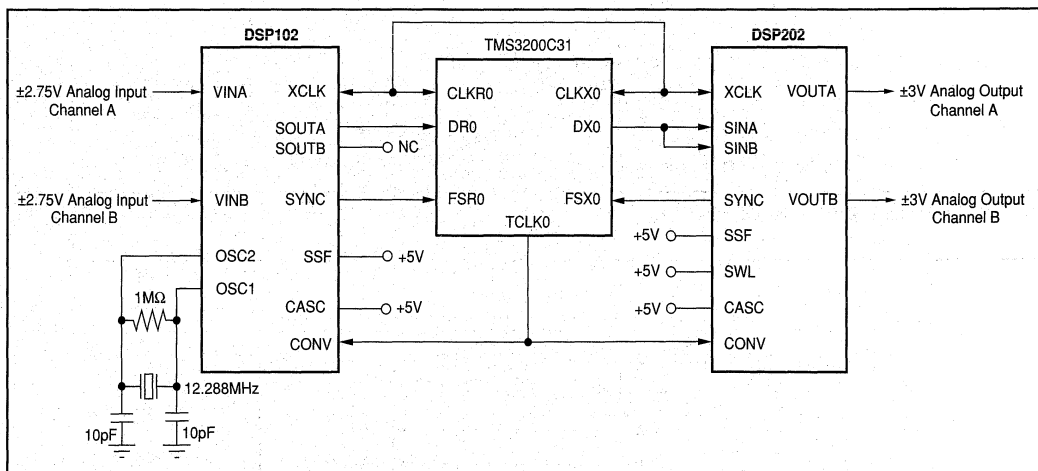 DSP102
TMS3200C31
DSP202
±2.75V Analog Input
Channel A
VINA
XCLK
CLKR0
CLKX0
XCLK
VOUTA
±3V Analog Output
Channel A
SOUTA
DR0
DX0
SINA
SOUTB
NC
SINB
±2.75V Analog Input
Channel B
VINB
SYNC
FSR0
FSX0
SYNC
VOUTB
±3V Analog Output
Channel B
TCLK0
OSC2
SSF
+5V
+5V
SSF
OSC1
+5V
SWL
1MΩ
CASC
+5V
+5V
CASC
CONV
CONV
12.288MHz
10pF
10pF